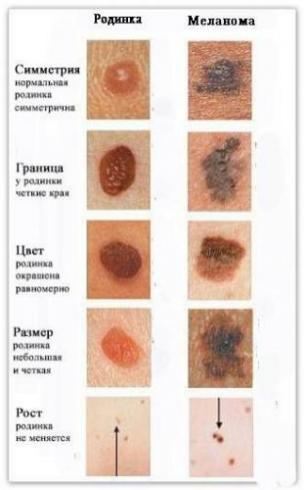 Родинка Меланома
Симметрия
нормальная
родинка
симметрична
Граница
у родинки
четкие края
Цвет
родинка
окрашена
равномерно
Размер
родинка
небольшая
и четкая
Рост
родинка
не меняется